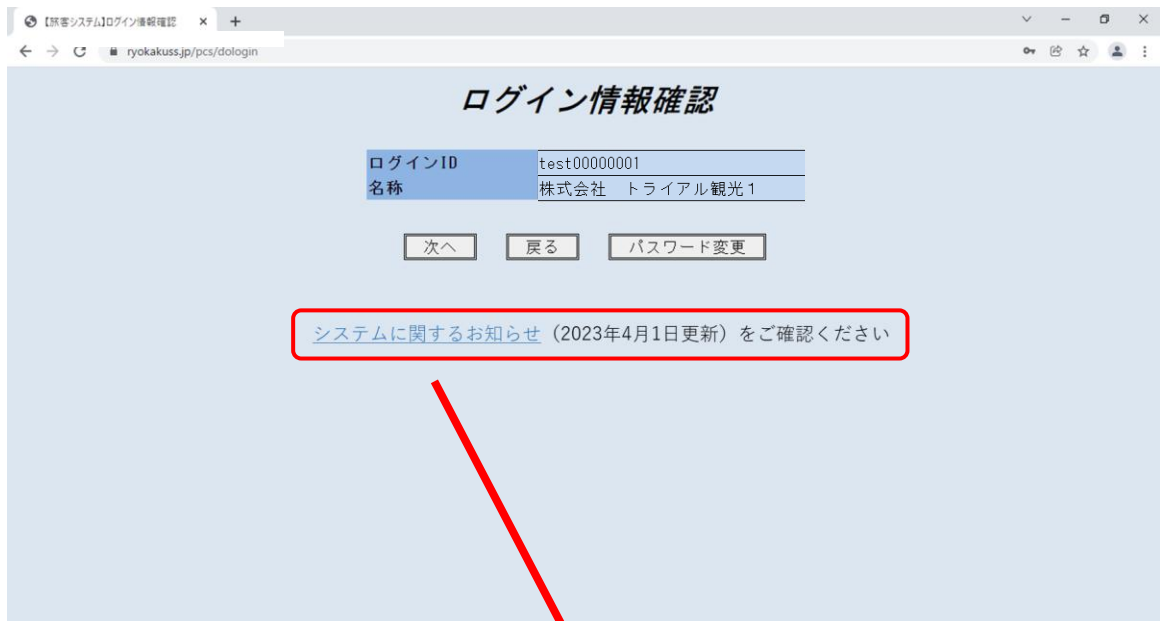 【旅客システム】ログイン情報確認
ryokakuss.jp/pcs/dologin
ログイン情報確認
ログインID test00000001
名称 株式会社　トライアル観光1
次へ 戻る パスワード変更
システムに関するお知らせ（2023年4月1日更新）をご確認ください